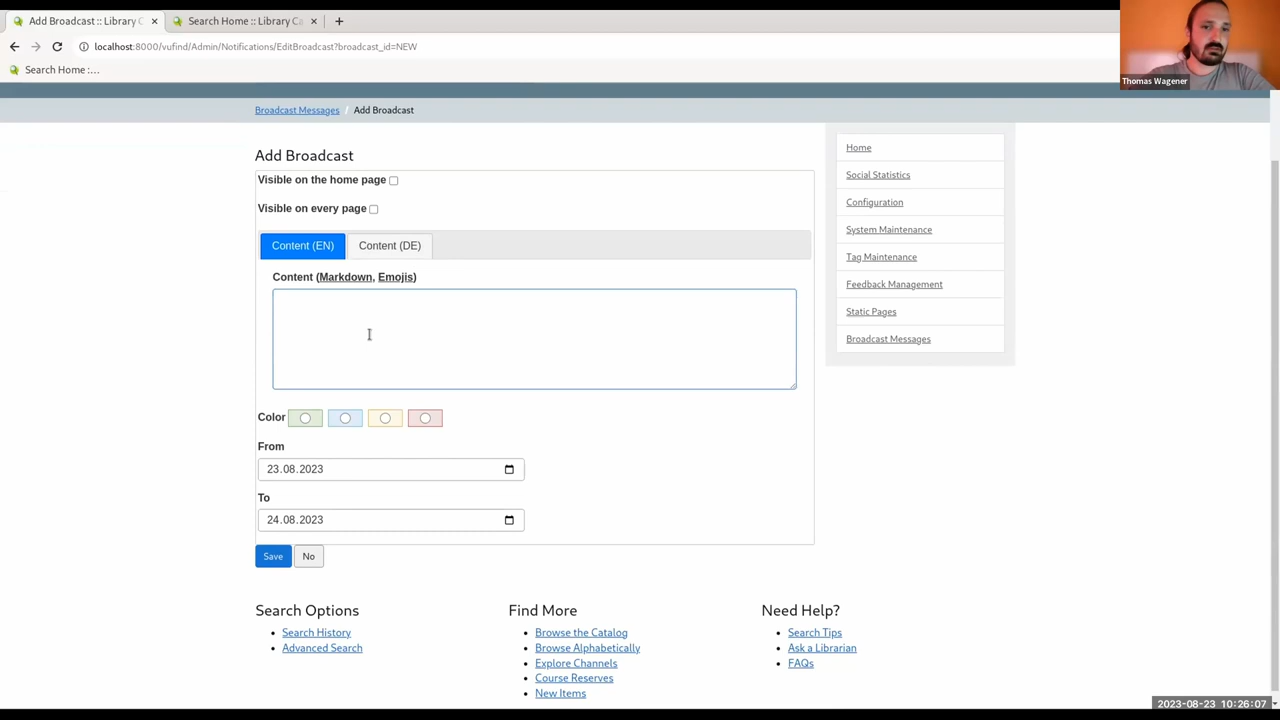 Add Broadcast :: Library C
Search Home :: Library Ca
localhost:8000/vufind/Admin/Notifications/EditBroadcast?broadcast_id=NEW
Search Home :...
Thomas Wagener
Broadcast Messages / Add Broadcast
Add Broadcast
Visible on the home page
Visible on every page
Content (EN)
Content (DE)
Content (Markdown, Emojis)
Color
From
23.08.2023
To
24.08.2023
Save
No
Home
Social Statistics
Configuration
System Maintenance
Tag Maintenance
Feedback Management
Static Pages
Broadcast Messages
Search Options
Search History
Advanced Search
Find More
Browse the Catalog
Browse Alphabetically
Explore Channels
Course Reserves
New Items
Need Help?
Search Tips
Ask a Librarian
FAQs
2023-08-23 10:26:07